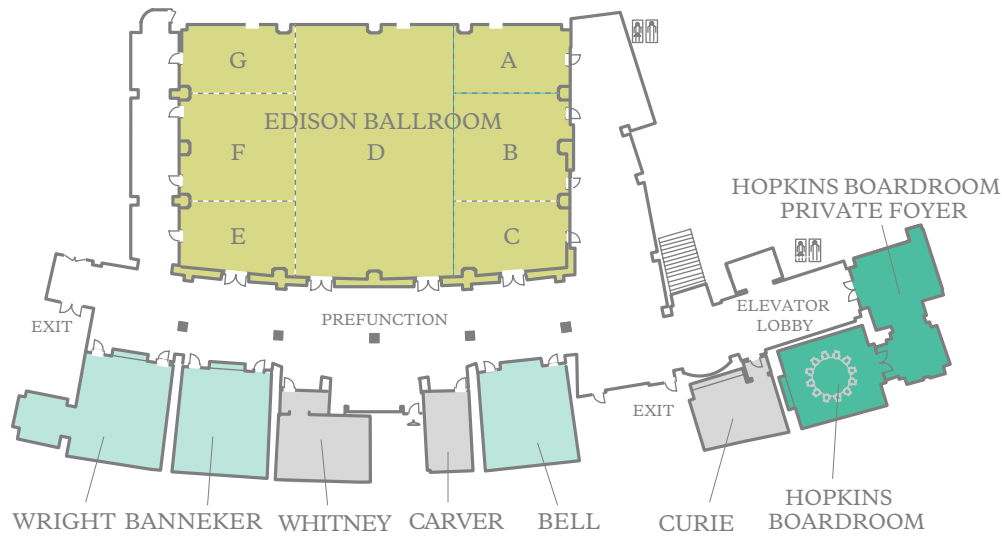 G
A
EDISON BALLROOM
F
D
B
HOPKINS BOARDROOM
PRIVATE FOYER
E
C
ELEVATOR
LOBBY
PREFUNCTION
EXIT
EXIT
WRIGHT
BANNEKER
WHITNEY
CARVER
BELL
CURIE
HOPKINS
BOARDROOM